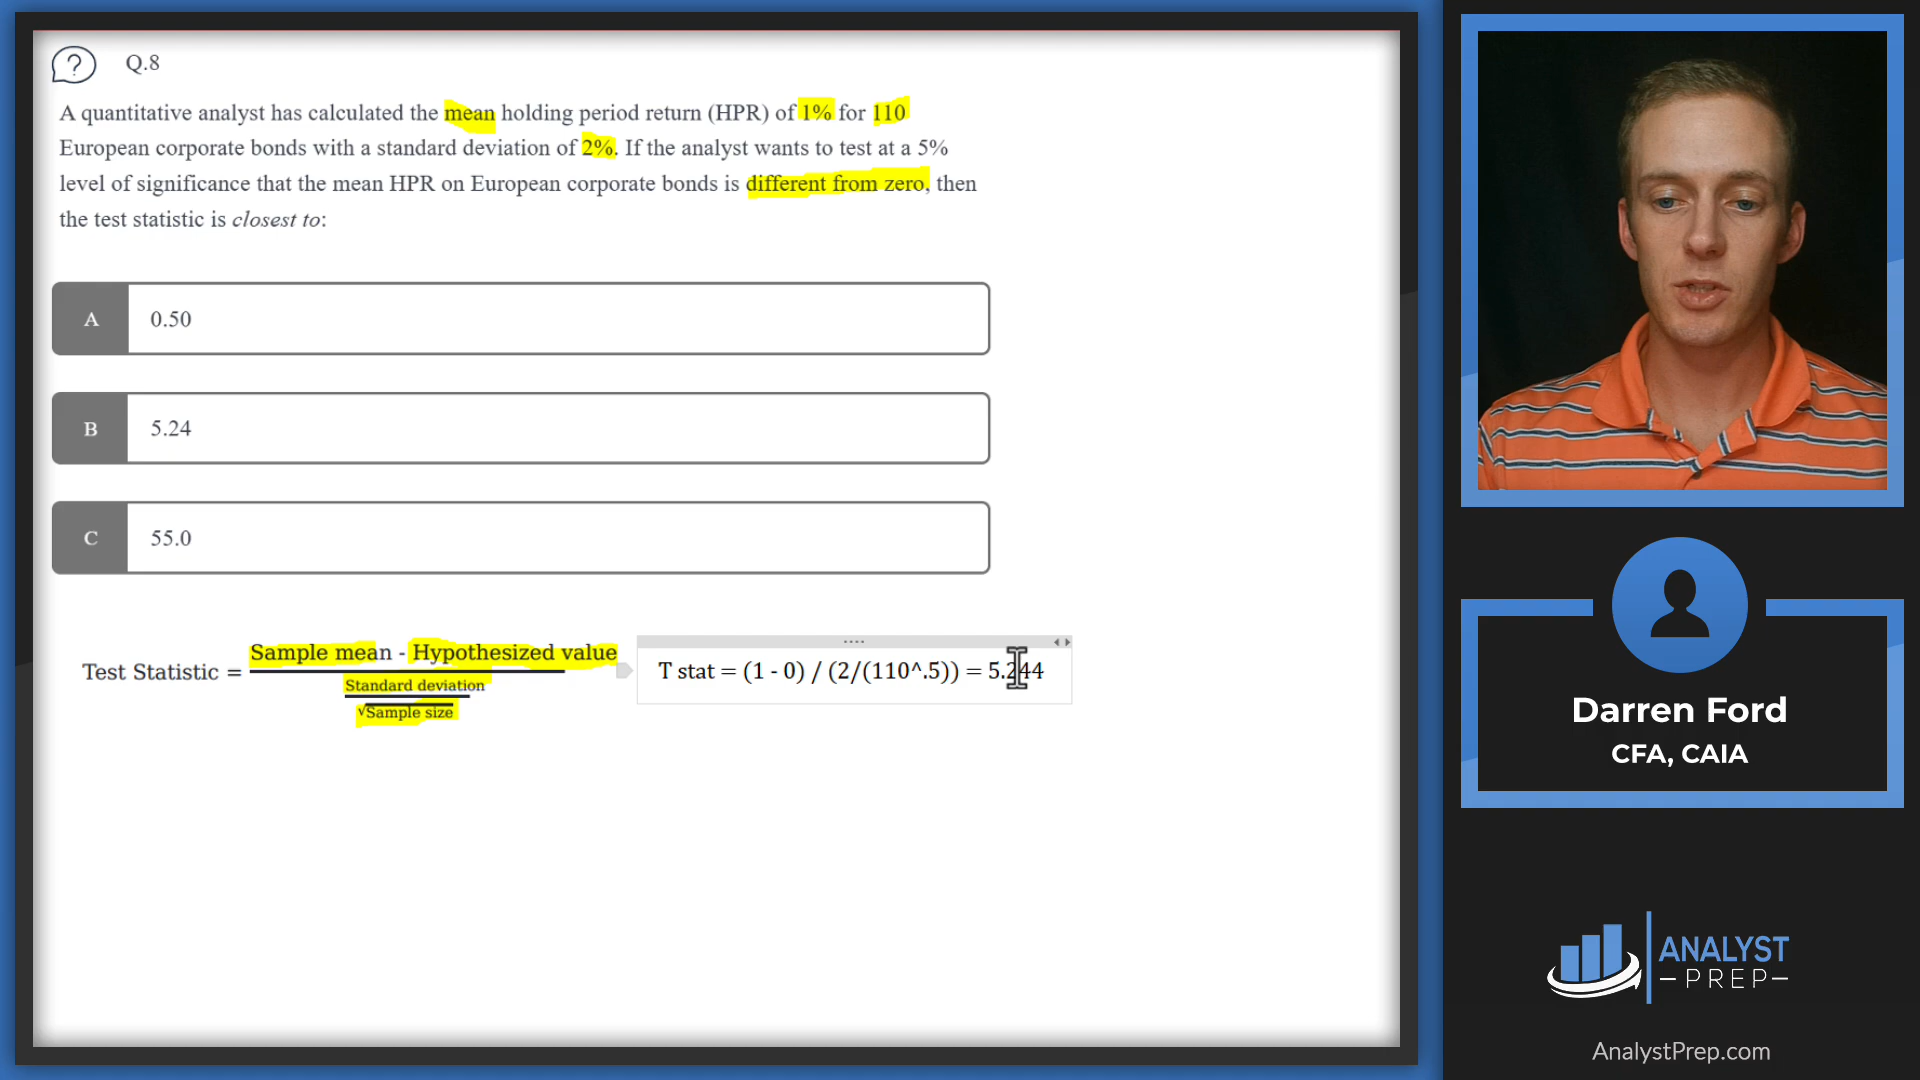 Q.8
A quantitative analyst has calculated the mean holding period return (HPR) of 1% for 110
European corporate bonds with a standard deviation of 2%. If the analyst wants to test at a 5%
level of significance that the mean HPR on European corporate bonds is different from zero, then
the test statistic is closest to:
A 0.50
B 5.24
C 55.0
Test Statistic =
Sample mean - Hypothesized value
Standard deviation
√Sample size
T stat = (1 - 0) / (2/(110^.5)) = 5.244
Darren Ford
CFA, CAIA
ANALYST
PREP
AnalystPrep.com